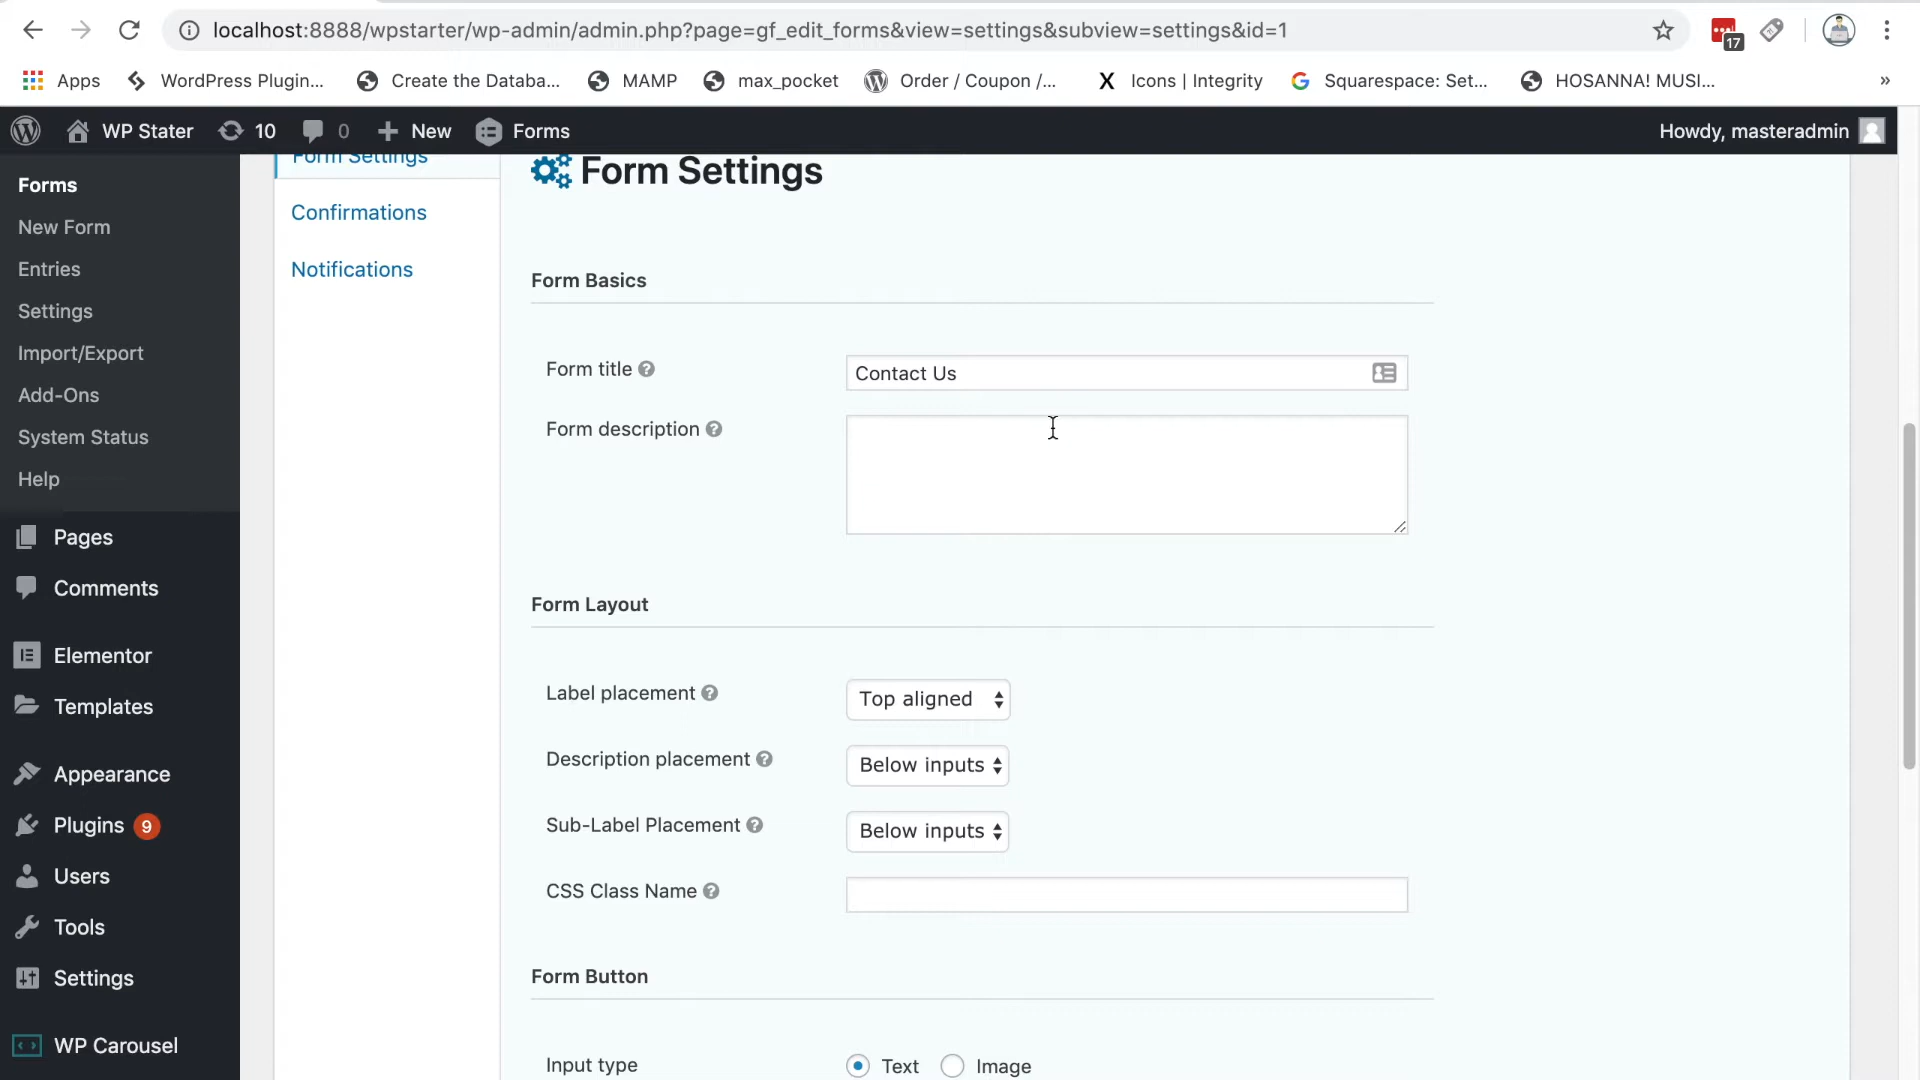 localhost:8888/wpstarter/wp-admin/admin.php?page=gf_edit_forms&view=settings&subview=settings&id=1
17
Apps
WordPress Plugin...
Create the Databa...
MAMP
max_pocket
Order / Coupon /...
Icons | Integrity
Squarespace: Set...
HOSANNA! MUSI...
»
WP Stater
10
0
New
Forms
Howdy, masteradmin
Forms
New Form
Entries
Settings
Import/Export
Add-Ons
System Status
Help
Pages
Comments
Elementor
Templates
Appearance
Plugins 9
Users
Tools
Settings
WP Carousel
Form Settings
Confirmations
Notifications
Form Settings
Form Basics
Form title
Contact Us
Form description
Form Layout
Label placement
Top aligned
Description placement
Below inputs
Sub-Label Placement
Below inputs
CSS Class Name
Form Button
Input type
Text
Image